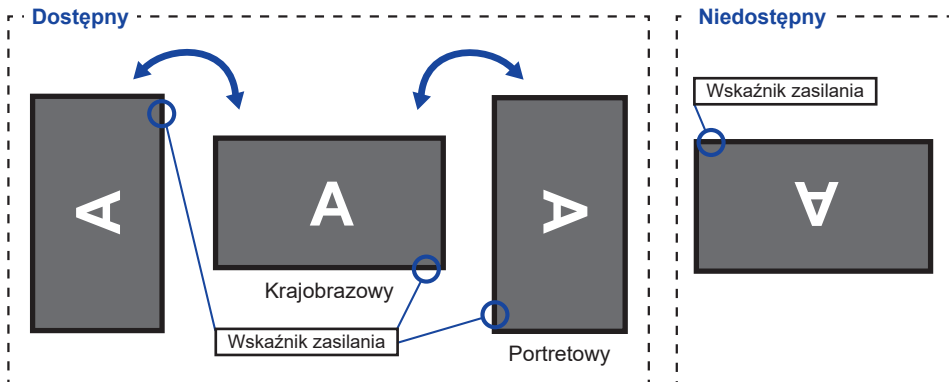 Dostępny
Niedostępny
Wskaźnik zasilania
A
A
A
A
Krajobrazowy
Wskaźnik zasilania
Portretowy